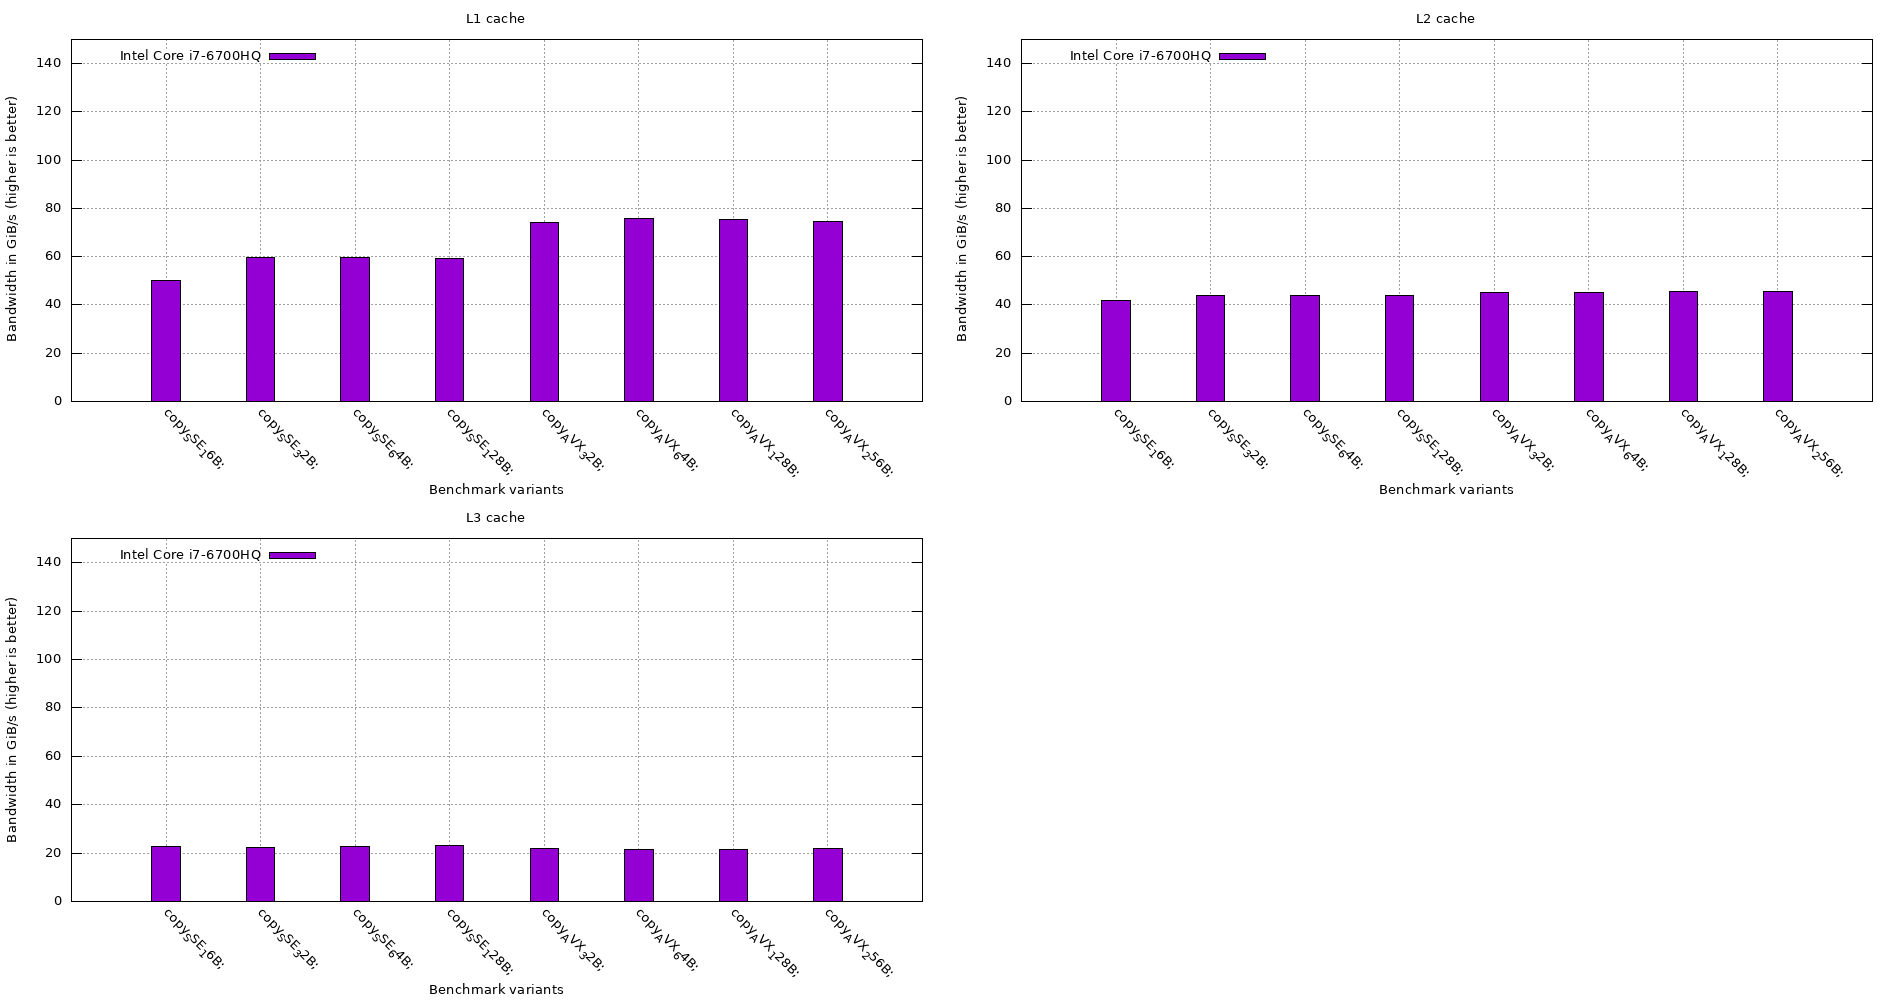 L1 cache
Intel Core i7-6700HQ
140
120
100
80
60
40
20
0
Bandwidth in GiB/s (higher is better)
copySSE16B;
copySSE32B;
copySSE64B;
copySSE128B;
copyAVX32B;
copyAVX64B;
copyAVX128B;
copyAVX256B;
Benchmark variants
L2 cache
Intel Core i7-6700HQ
140
120
100
80
60
40
20
0
Bandwidth in GiB/s (higher is better)
copySSE16B;
copySSE32B;
copySSE64B;
copySSE128B;
copyAVX32B;
copyAVX64B;
copyAVX128B;
copyAVX256B;
Benchmark variants
L3 cache
Intel Core i7-6700HQ
140
120
100
80
60
40
20
0
Bandwidth in GiB/s (higher is better)
copySSE16B;
copySSE32B;
copySSE64B;
copySSE128B;
copyAVX32B;
copyAVX64B;
copyAVX128B;
copyAVX256B;
Benchmark variants